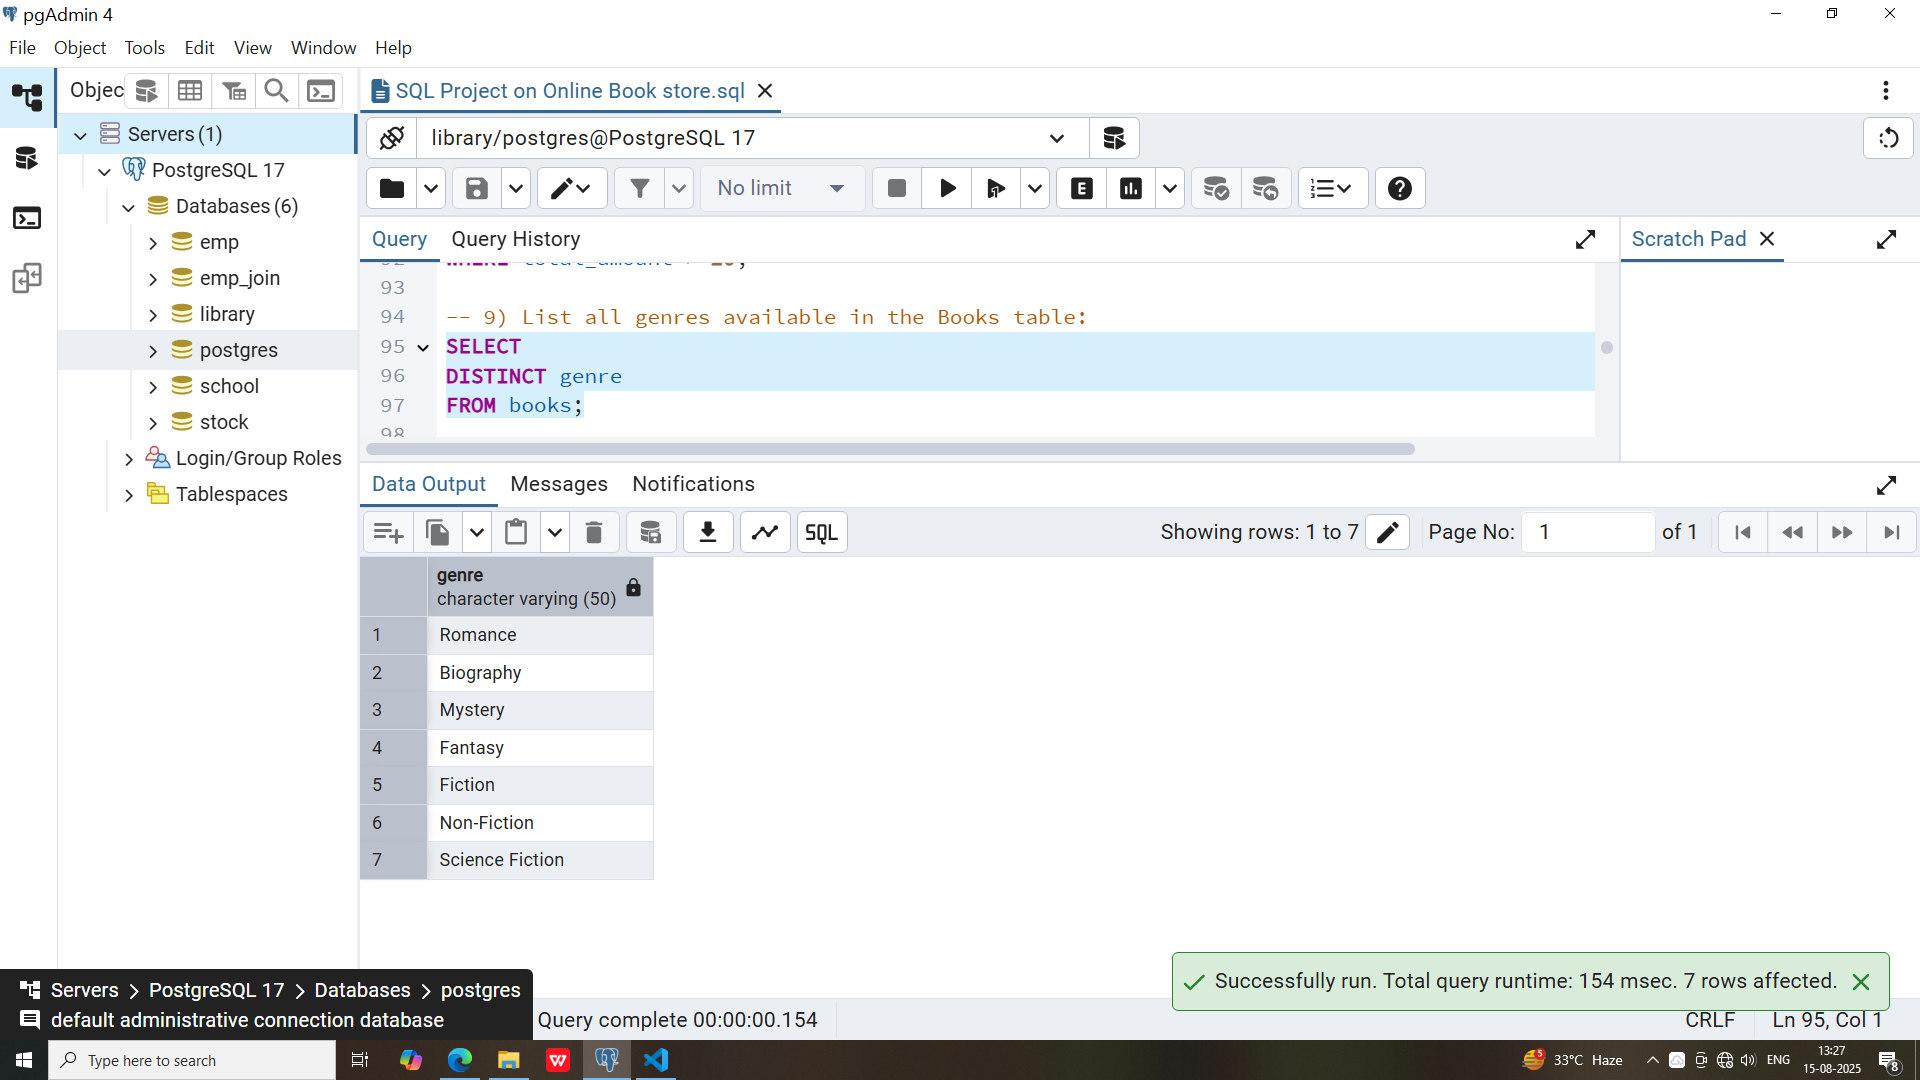 pgAdmin 4
File Object Tools Edit View Window Help
Objec
SQL Project on Online Book store.sql
Servers (1)
library/postgres@PostgreSQL 17
PostgreSQL 17
No limit
Databases (6)
Query Query History
Scratch Pad
emp
emp_join
library
postgres
school
stock
Login/Group Roles
Tablespaces
93
94 -- 9) List all genres available in the Books table:
95 SELECT
96 DISTINCT genre
97 FROM books;
98
Data Output Messages Notifications
SQL
Showing rows: 1 to 7
Page No: 1 of 1
genre
character varying (50)
1 Romance
2 Biography
3 Mystery
4 Fantasy
5 Fiction
6 Non-Fiction
7 Science Fiction
Successfully run. Total query runtime: 154 msec. 7 rows affected.
Servers > PostgreSQL 17 > Databases > postgres
default administrative connection database
Query complete 00:00:00.154
CRLF
Ln 95, Col 1
Type here to search
5
33°C Haze
ENG
13:27
15-08-2025
8